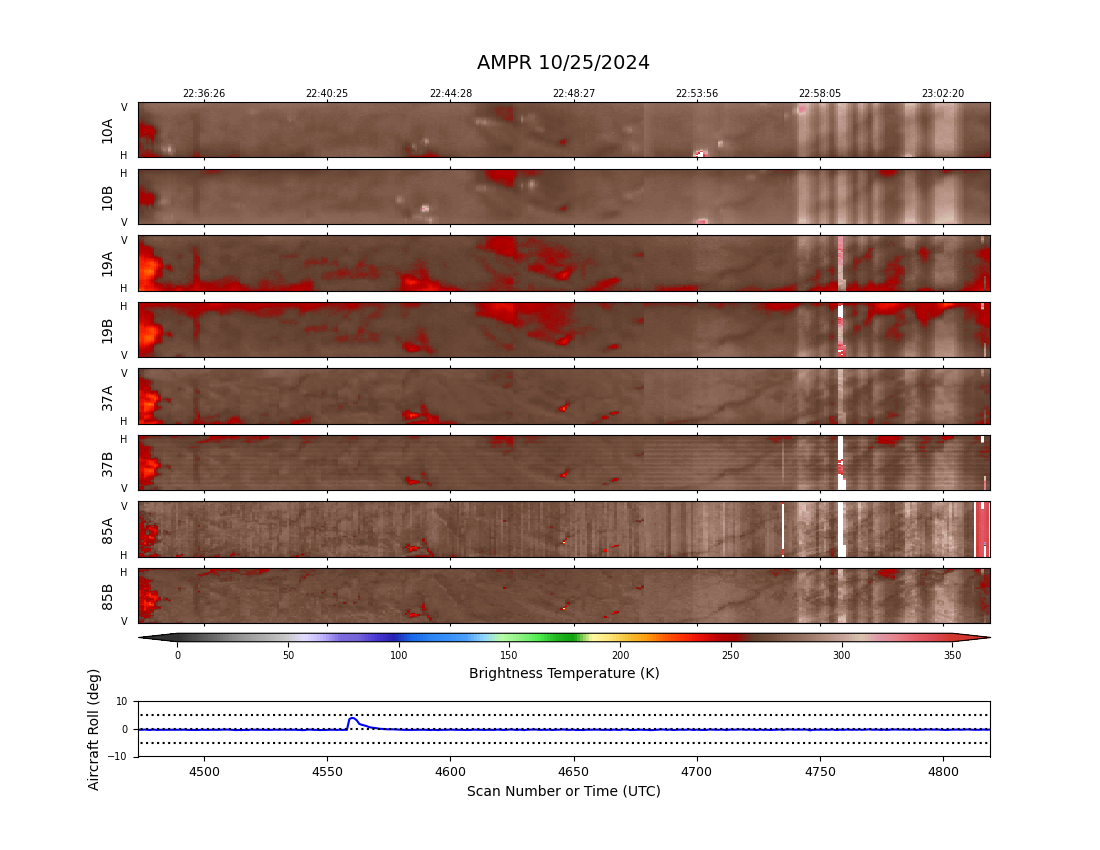 AMPR 10/25/2024
22:36:26 22:40:25 22:44:28 22:48:27 22:53:56 22:58:05 23:02:20
V
10A
H
H
10B
V
V
19A
H
H
19B
V
V
37A
H
H
37B
V
V
85A
H
H
85B
V
0 50 100 150 200 250 300 350
Brightness Temperature (K)
Aircraft Roll (deg)
10
0
−10
4500 4550 4600 4650 4700 4750 4800
Scan Number or Time (UTC)